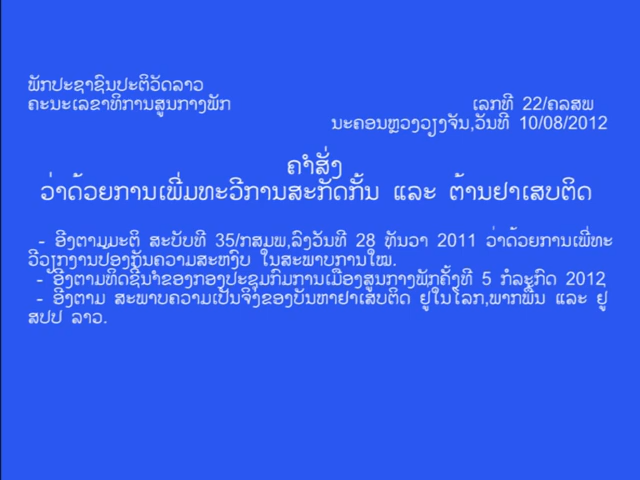 ພັກປະຊາຊົນປະຕິວັດລາວ
ຄະນະເລຂາທິການສູນກາງພັກ ເລກທີ 22/ຄລສພ
ນະຄອນຫຼວງວຽງຈັນ,ວັນທີ 10/08/2012
ຄຳສັ່ງ
ວ່າດ້ວຍການເພີ່ມທະວີການສະກັດກັ້ນ ແລະ ຕ້ານຢາເສບຕິດ
- ອີງຕາມມະຕິ ສະບັບທີ 35/ກສມພ,ລົງວັນທີ 28 ທັນວາ 2011 ວ່າດ້ວຍການເພີ່ທະ
ວີວຽກງານປ້ອງກັນຄວາມສະຫງົບ ໃນສະພາບການໃໝ່.
- ອີງຕາມທິດຊີ້ນຳຂອງກອງປະຊຸມກົມການເມືອງສູນກາງພັກຄັ້ງທີ 5 ກໍລະກົດ 2012
- ອີງຕາມ ສະພາບຄວາມເປັນຈິງຂອງບັນຫາຢາເສບຕິດ ຢູ່ໃນໂລກ,ພາກພື້ນ ແລະ ຢູ່
ສປປ ລາວ.